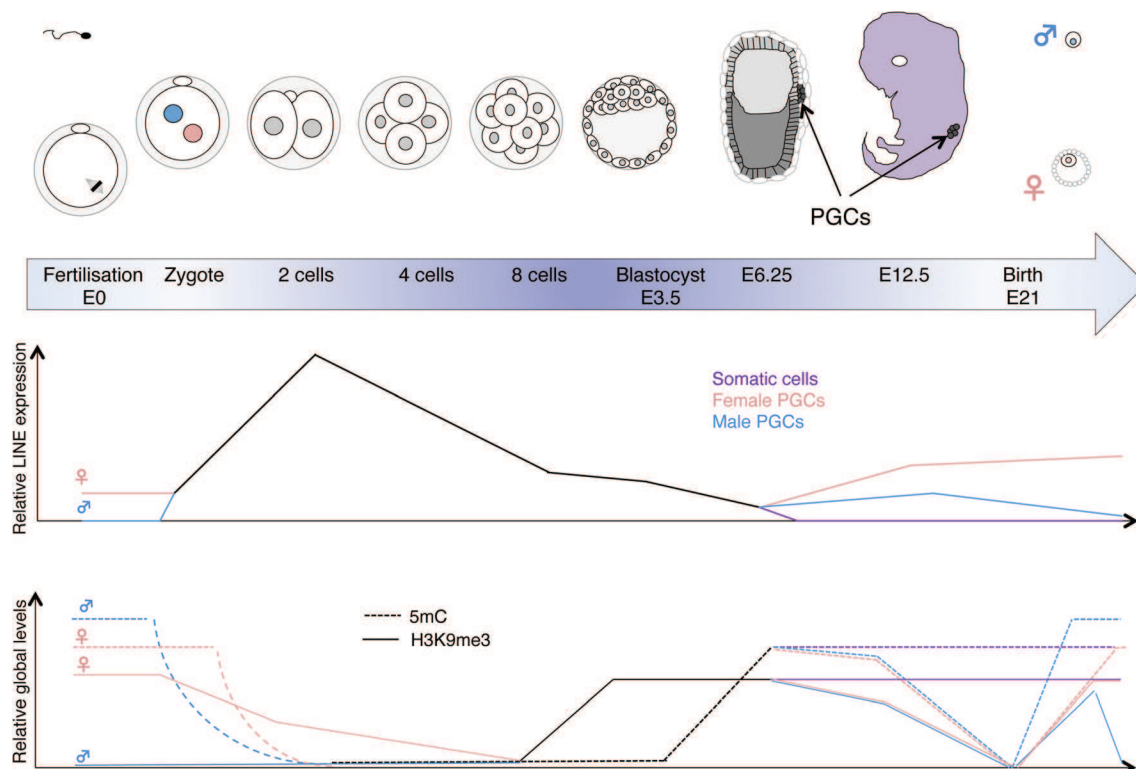 ♂
PGCs
♀
Fertilisation
E0
Zygote
2 cells
4 cells
8 cells
Blastocyst
E3.5
E6.25
E12.5
Birth
E21
Relative LINE expression
♀
♂
Somatic cells
Female PGCs
Male PGCs
Relative global levels
♂
♀
♀
♂
5mC
H3K9me3